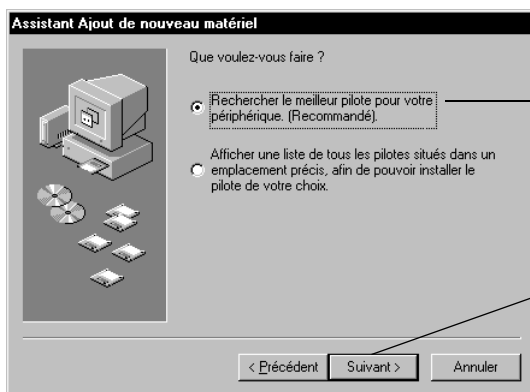 Assistant Ajout de nouveau matériel
Que voulez-vous faire ?
Rechercher le meilleur pilote pour votre
périphérique. (Recommandé).
Afficher une liste de tous les pilotes situés dans un
emplacement précis, afin de pouvoir installer le
pilote de votre choix.
< Précédent Suivant > Annuler